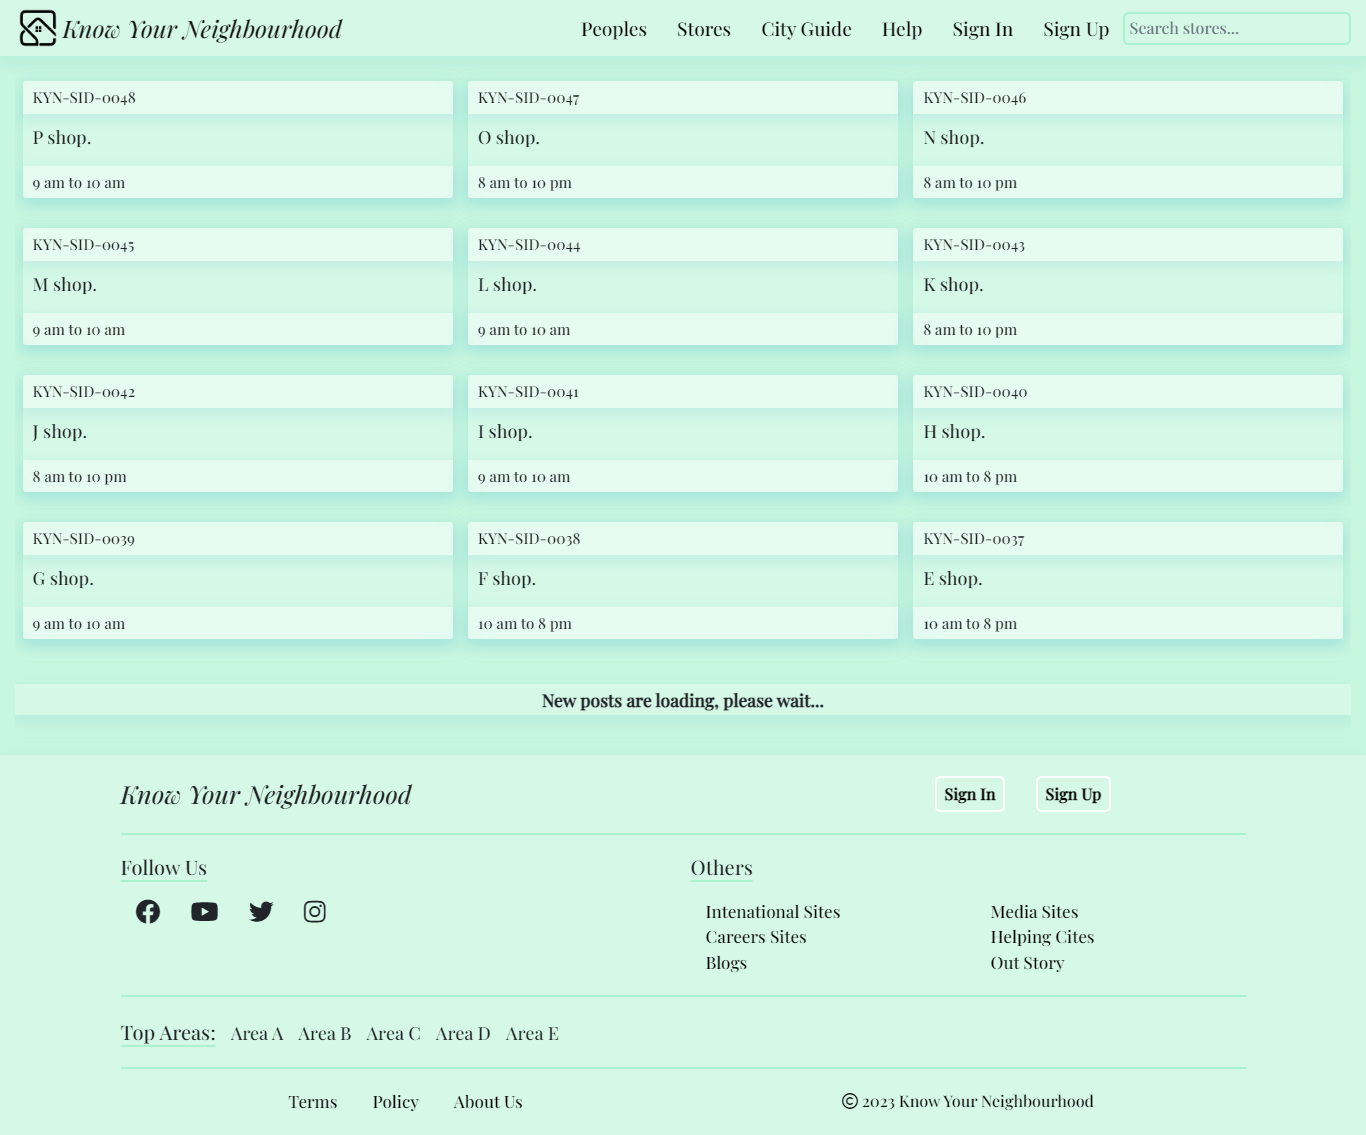 Know Your Neighbourhood
Peoples Stores City Guide Help Sign In Sign Up Search stores...
KYN-SID-0048 KYN-SID-0047 KYN-SID-0046
P shop. O shop. N shop.
9 am to 10 am 8 am to 10 pm 8 am to 10 pm
KYN-SID-0045 KYN-SID-0044 KYN-SID-0043
M shop. L shop. K shop.
9 am to 10 am 9 am to 10 am 8 am to 10 pm
KYN-SID-0042 KYN-SID-0041 KYN-SID-0040
J shop. I shop. H shop.
8 am to 10 pm 9 am to 10 am 10 am to 8 pm
KYN-SID-0039 KYN-SID-0038 KYN-SID-0037
G shop. F shop. E shop.
9 am to 10 am 10 am to 8 pm 10 am to 8 pm
New posts are loading, please wait...
Know Your Neighbourhood Sign In Sign Up
Follow Us Others
Intenational Sites Media Sites
Careers Sites Helping Cites
Blogs Out Story
Top Areas: Area A Area B Area C Area D Area E
Terms Policy About Us © 2023 Know Your Neighbourhood